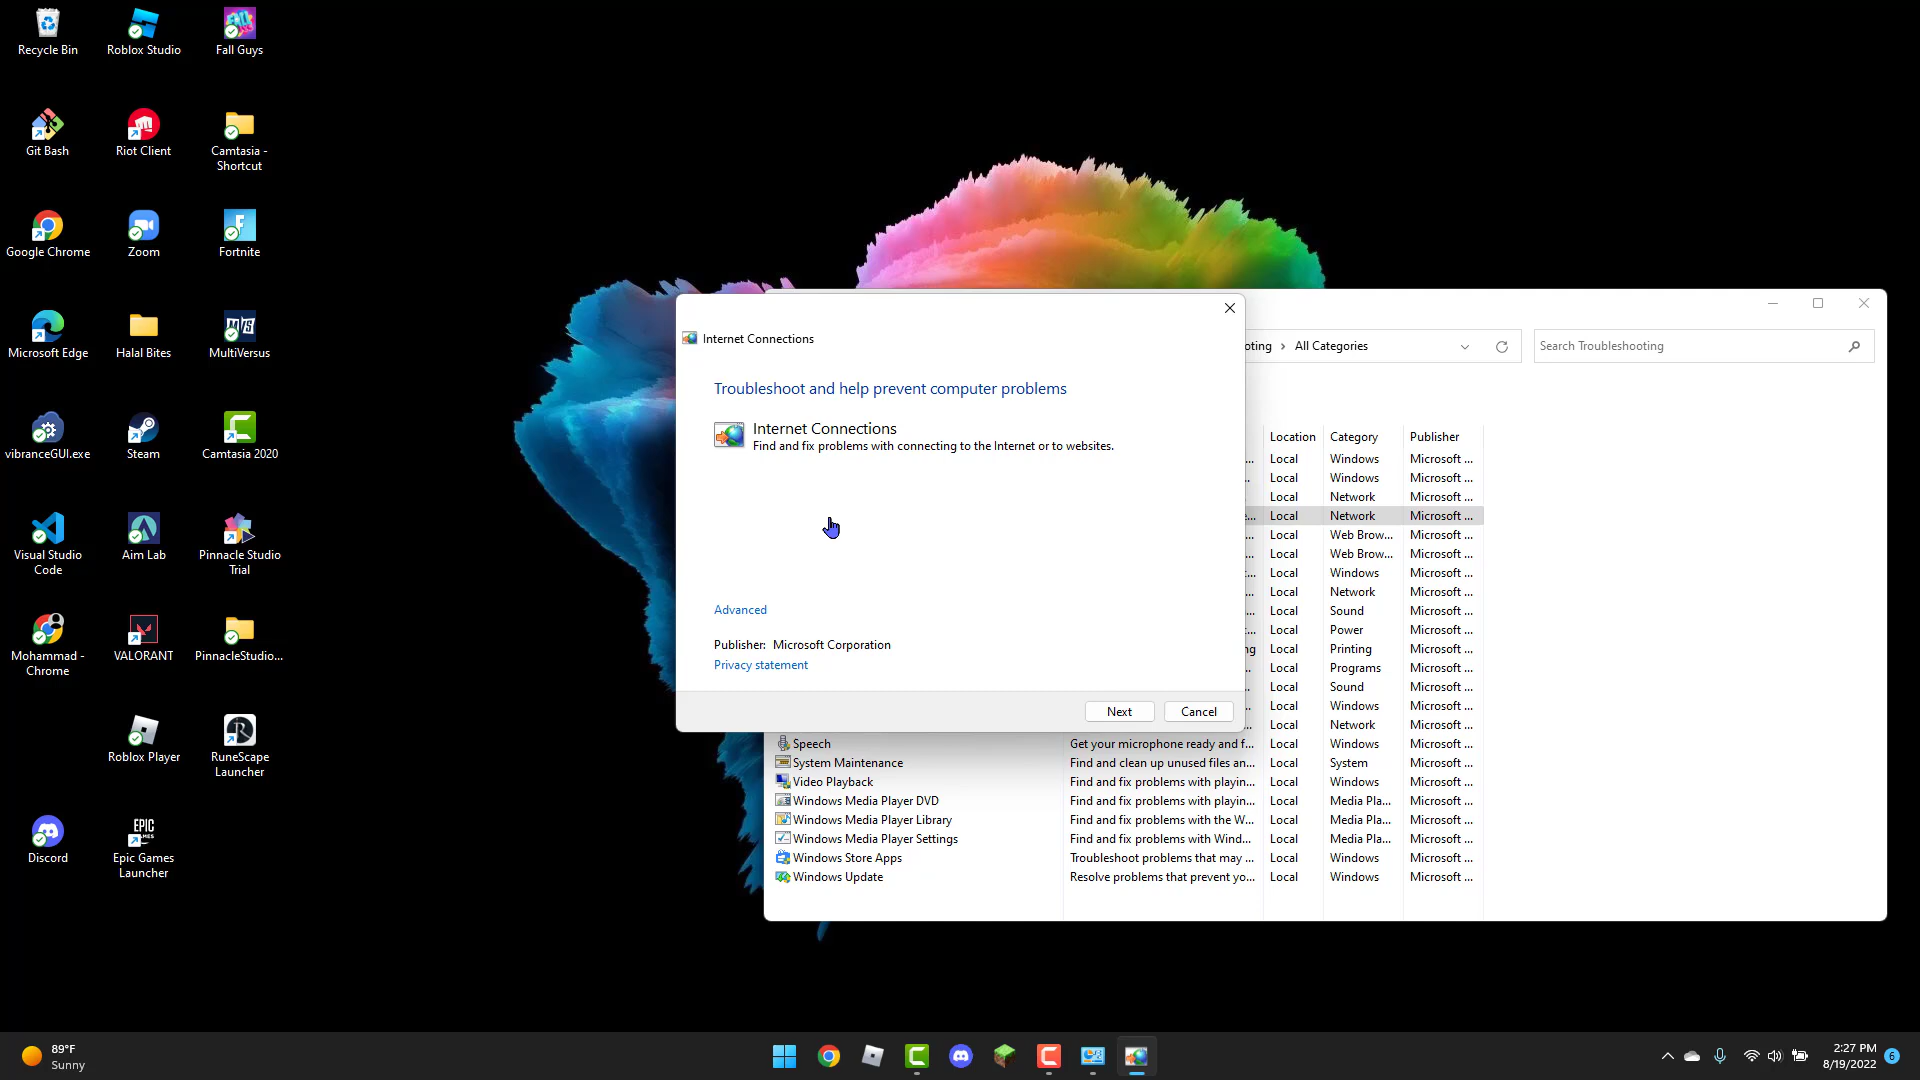 Recycle Bin
Roblox Studio
Fall Guys
Git Bash
Riot Client
Camtasia -
Shortcut
Google Chrome
Zoom
Fortnite
Microsoft Edge
Halal Bites
MultiVersus
vibranceGUI.exe
Steam
Camtasia 2020
Visual Studio
Code
Aim Lab
Pinnacle Studio
Trial
Mohammad -
Chrome
VALORANT
PinnacleStudio...
Roblox Player
RuneScape
Launcher
Discord
EPIC
GAMES
Epic Games
Launcher
Internet Connections
Troubleshoot and help prevent computer problems
Internet Connections
Find and fix problems with connecting to the Internet or to websites.
Advanced
Publisher: Microsoft Corporation
Privacy statement
Next Cancel
oting > All Categories
Search Troubleshooting
Location Category Publisher
... Local Windows Microsoft ...
.. Local Windows Microsoft ...
Local Network Microsoft ...
e... Local Network Microsoft ...
... Local Web Brow... Microsoft ...
... Local Web Brow... Microsoft ...
t... Local Windows Microsoft ...
... Local Network Microsoft ...
... Local Sound Microsoft ...
t... Local Power Microsoft ...
ng Local Printing Microsoft ...
.. Local Programs Microsoft ...
.. Local Sound Microsoft ...
.. Local Windows Microsoft ...
... Local Network Microsoft ...
Speech Get your microphone ready and f... Local Windows Microsoft ...
System Maintenance Find and clean up unused files an... Local System Microsoft ...
Video Playback Find and fix problems with playin... Local Windows Microsoft ...
Windows Media Player DVD Find and fix problems with playin... Local Media Pla... Microsoft ...
Windows Media Player Library Find and fix problems with the W... Local Media Pla... Microsoft ...
Windows Media Player Settings Find and fix problems with Wind... Local Media Pla... Microsoft ...
Windows Store Apps Troubleshoot problems that may ... Local Windows Microsoft ...
Windows Update Resolve problems that prevent yo... Local Windows Microsoft ...
89°F
Sunny
2:27 PM
8/19/2022
6